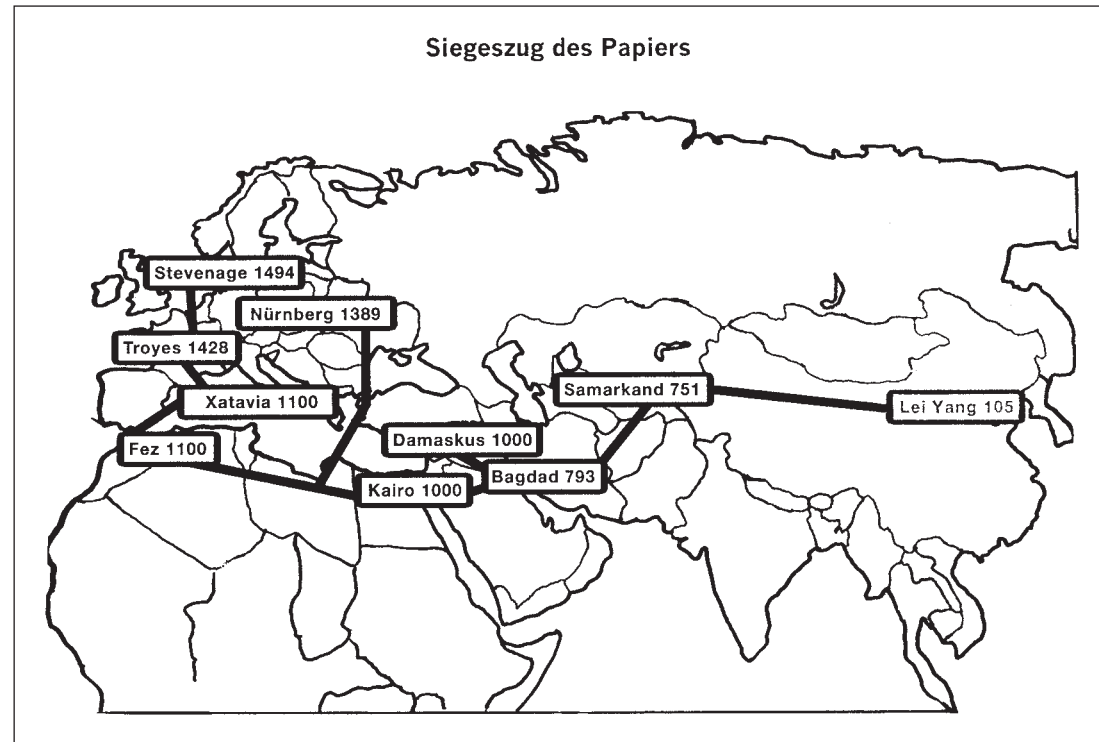 Siegeszug des Papiers
Stevenage 1494
Nürnberg 1389
Troyes 1428
Xatavia 1100
Samarkand 751
Lei Yang 105
Fez 1100
Damaskus 1000
Bagdad 793
Kairo 1000